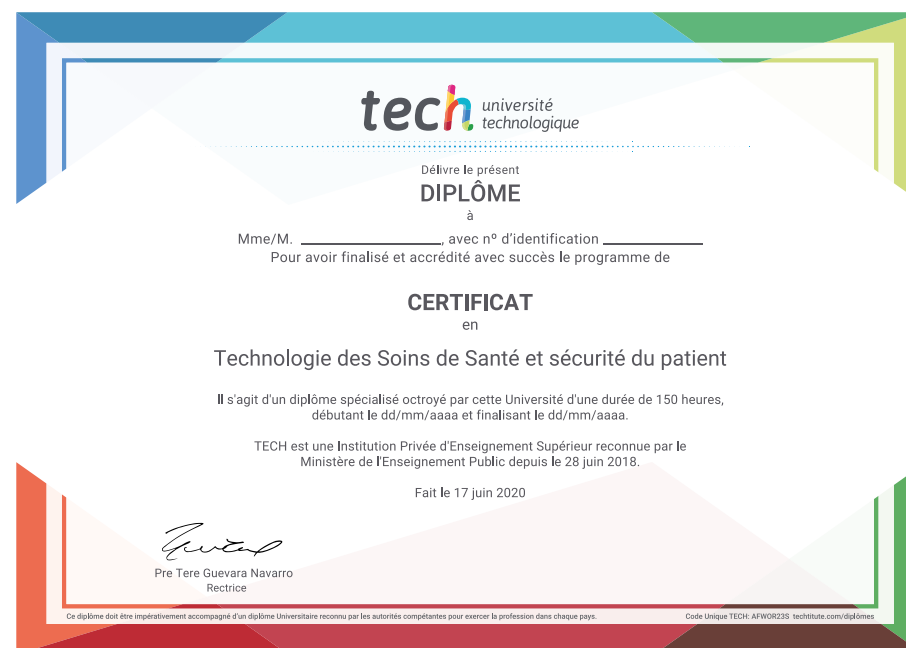 tech université
technologique
Délivre le présent
DIPLÔME
à
Mme/M. ____________________, avec nº d'identification ______________
Pour avoir finalisé et accrédité avec succès le programme de
CERTIFICAT
en
Technologie des Soins de Santé et sécurité du patient
Il s'agit d'un diplôme spécialisé octroyé par cette Université d'une durée de 150 heures,
débutant le dd/mm/aaaa et finalisant le dd/mm/aaaa.
TECH est une Institution Privée d'Enseignement Supérieur reconnue par le
Ministère de l'Enseignement Public depuis le 28 juin 2018.
Fait le 17 juin 2020
Pre Tere Guevara Navarro
Rectrice
Ce diplôme doit être impérativement accompagné d'un diplôme Universitaire reconnu par les autorités compétentes pour exercer la profession dans chaque pays.
Code Unique TECH: AFWOR23S techtitute.com/diplômes